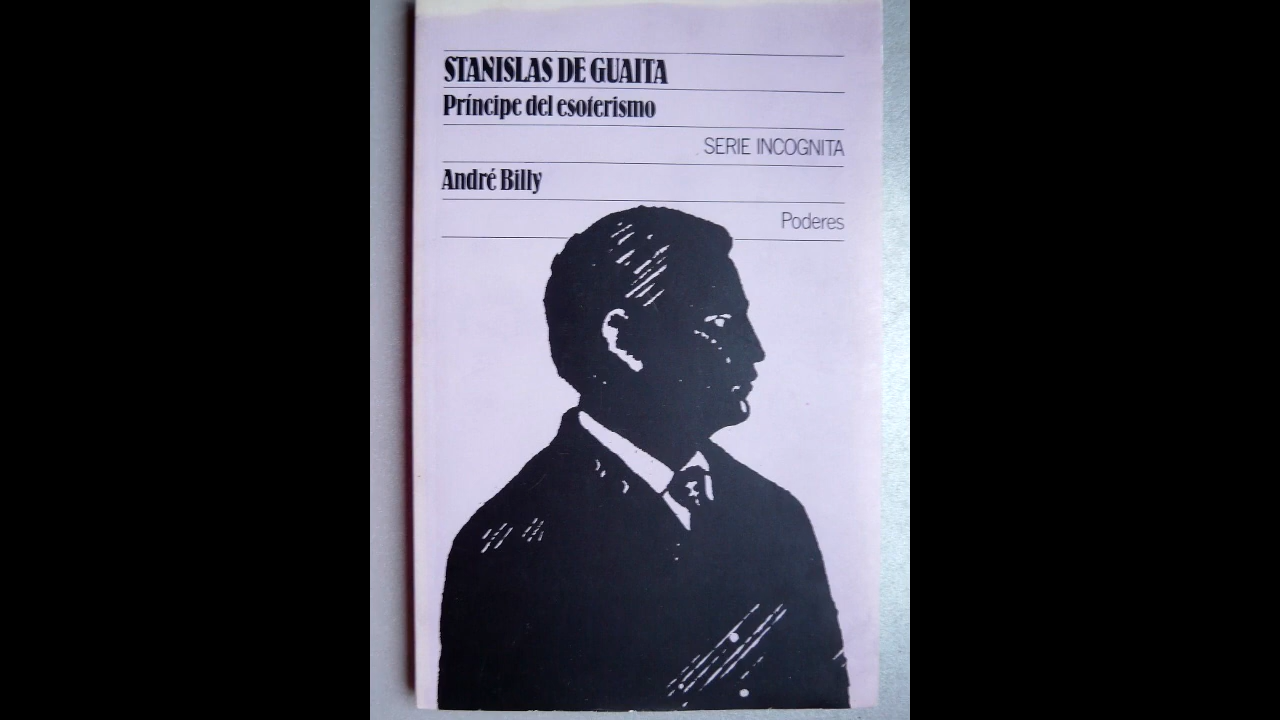 STANISLAS DE GUAITA
Príncipe del esoterismo
SERIE INCOGNITA
André Billy
Poderes